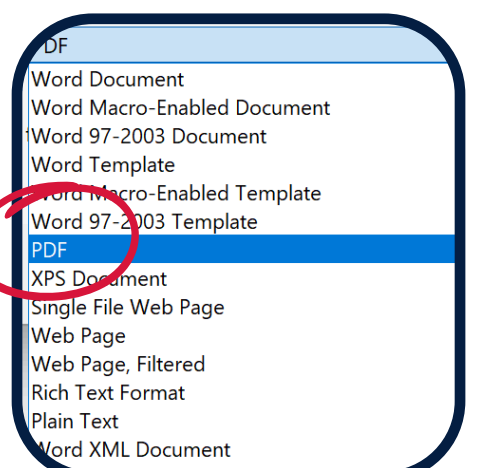 PDF
Word Document
Word Macro-Enabled Document
Word 97-2003 Document
Word Template
Word Macro-Enabled Template
Word 97-2003 Template
PDF
XPS Document
Single File Web Page
Web Page
Web Page, Filtered
Rich Text Format
Plain Text
Word XML Document